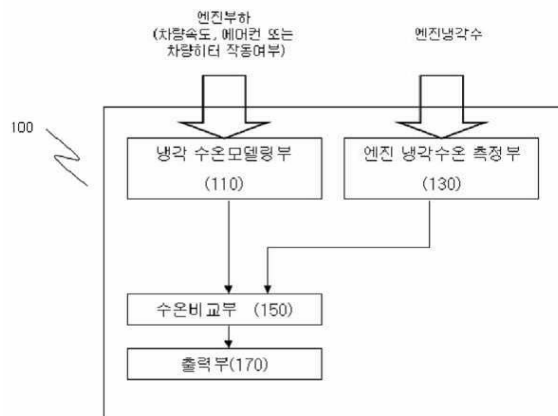 엔진부하
(차량속도, 에어컨 또는
차량히터 작동여부)
엔진냉각수
100
냉각 수온모델링부
(110)
엔진 냉각수온 측정부
(130)
수온비교부 (150)
출력부(170)